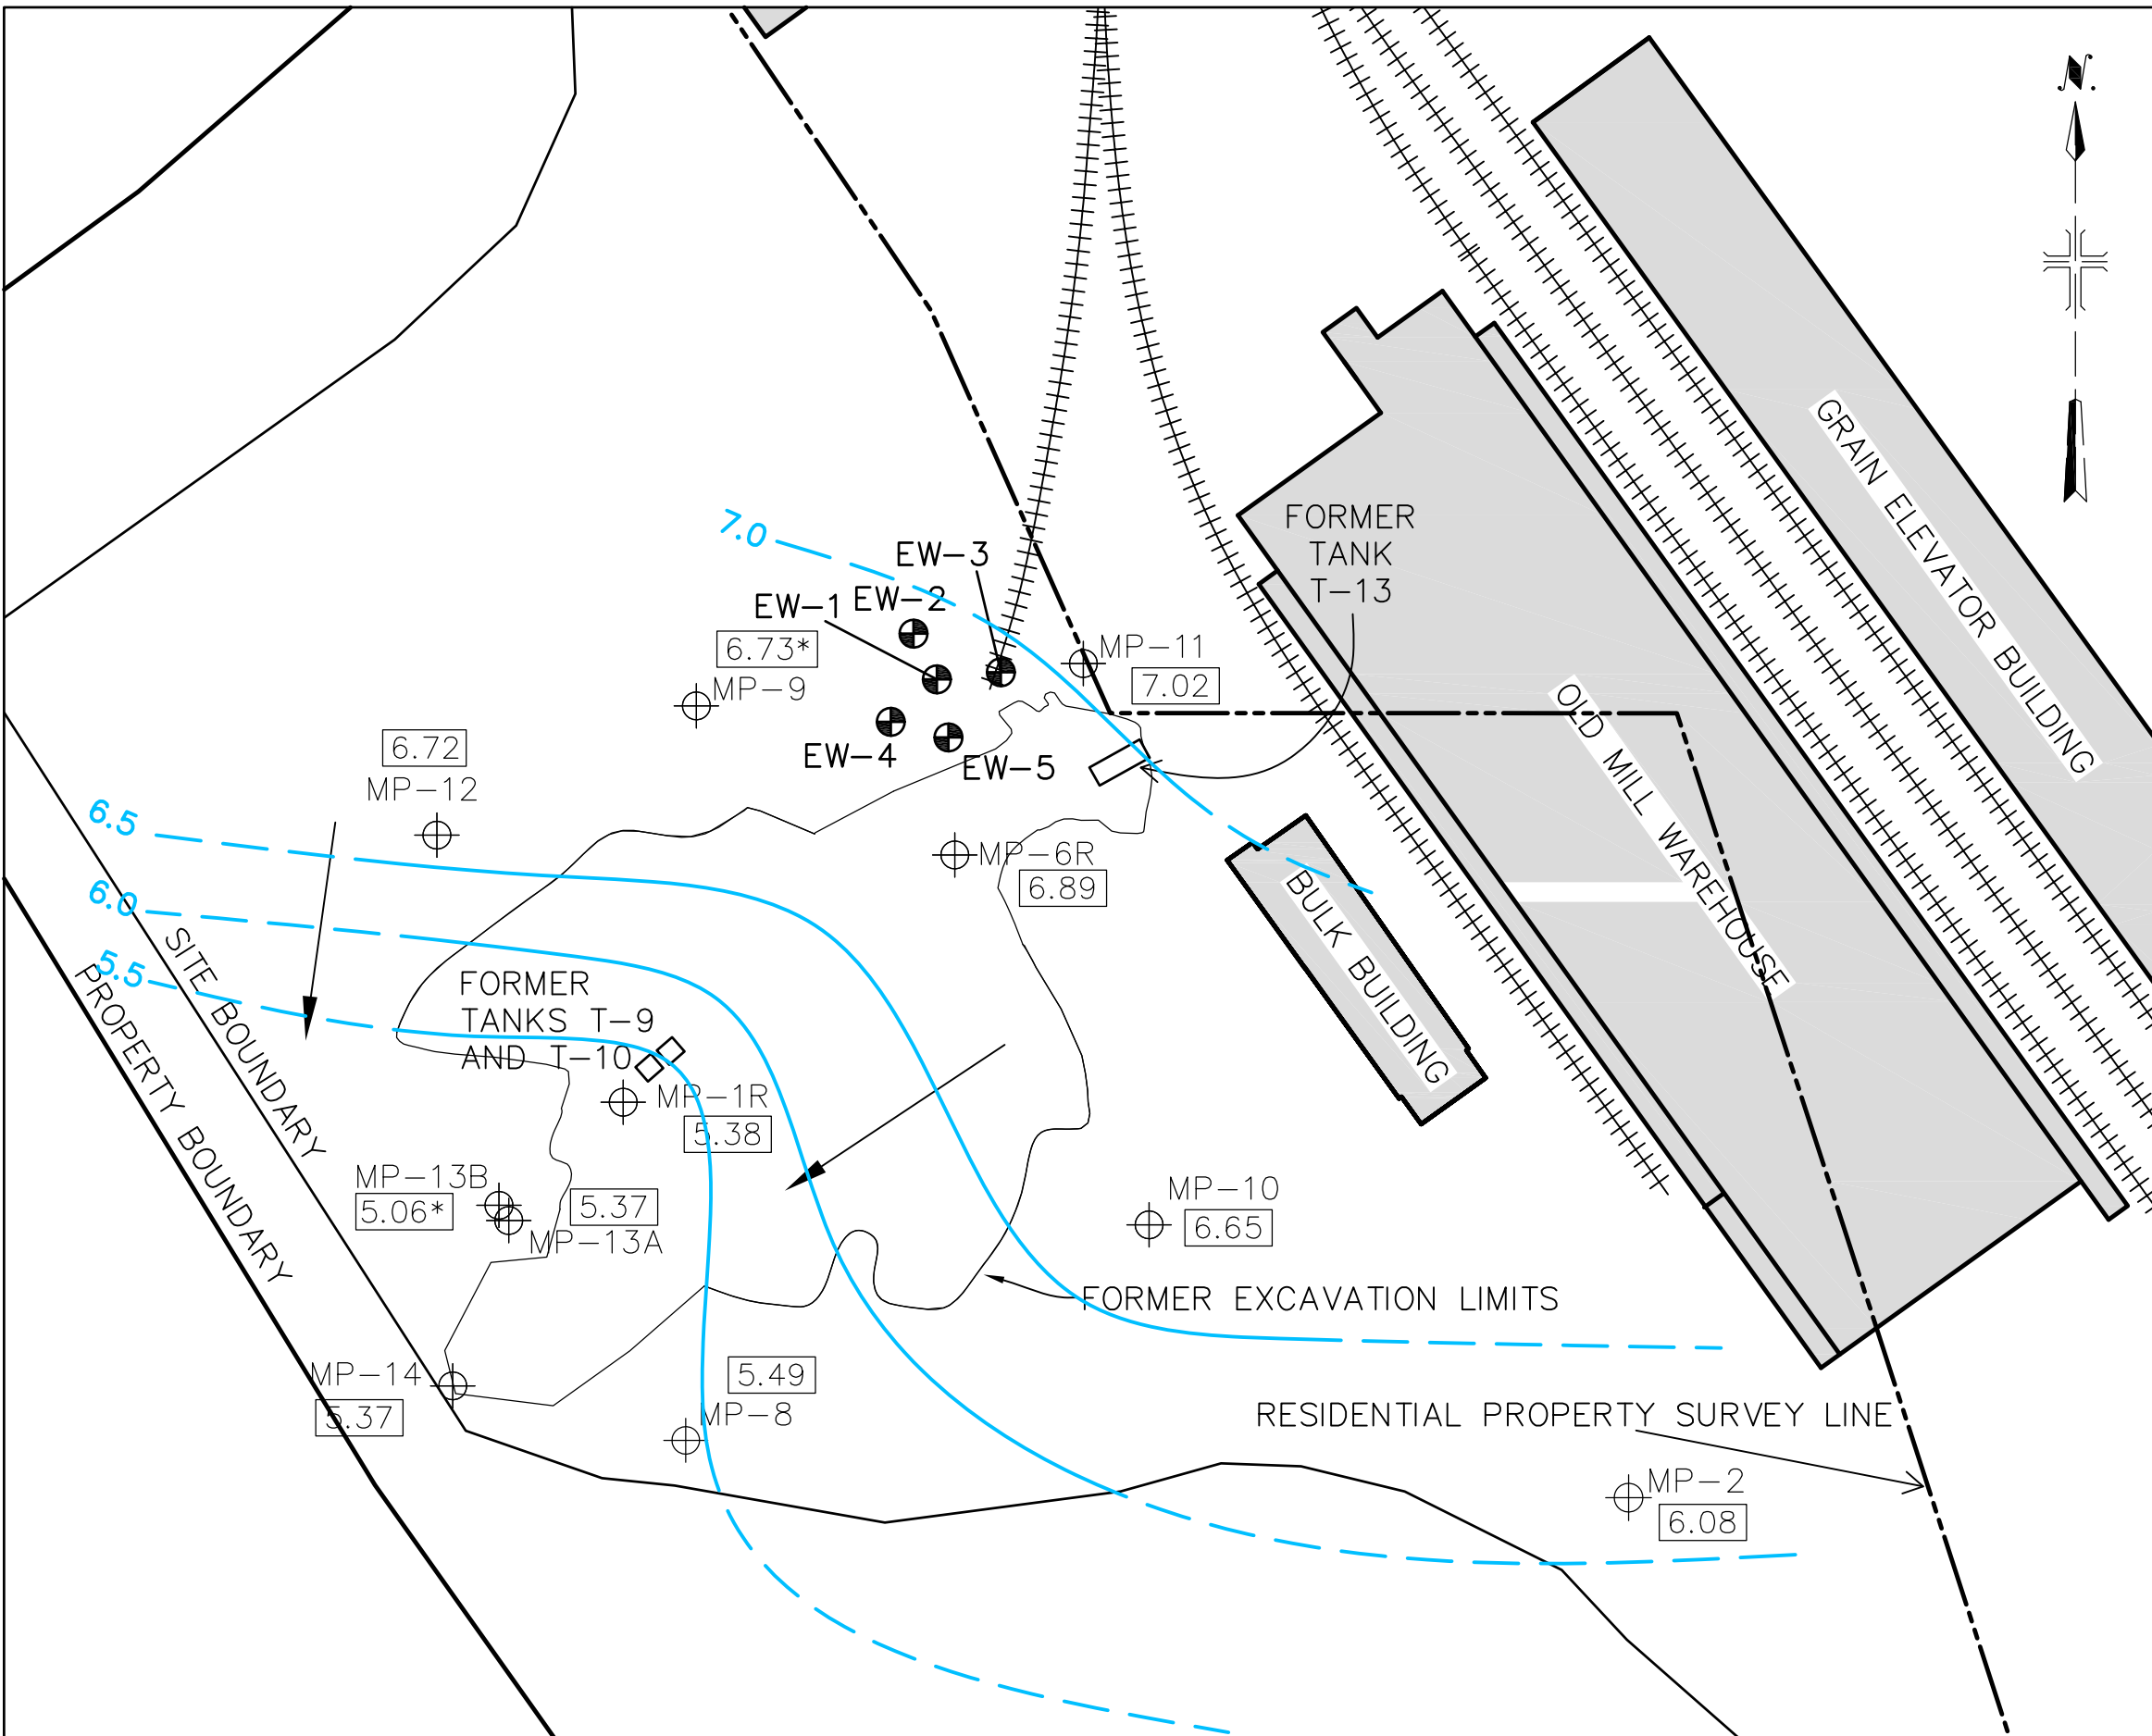 N.
GRAIN ELEVATOR BUILDING
FORMER
TANK
T-13
7.0
EW-3
EW-1
EW-2
6.73*
MP-9
MP-11
7.02
OLD MILL WAREHOUSE
6.72
MP-12
EW-4
EW-5
6.5
MP-6R
6.89
BULK BUILDING
6.0
SITE BOUNDARY
5.5
PROPERTY BOUNDARY
FORMER
TANKS T-9
AND T-10
MP-1R
5.38
MP-13B
5.06*
5.37
MP-13A
MP-10
6.65
FORMER EXCAVATION LIMITS
MP-14
5.37
5.49
MP-8
RESIDENTIAL PROPERTY SURVEY LINE
MP-2
6.08